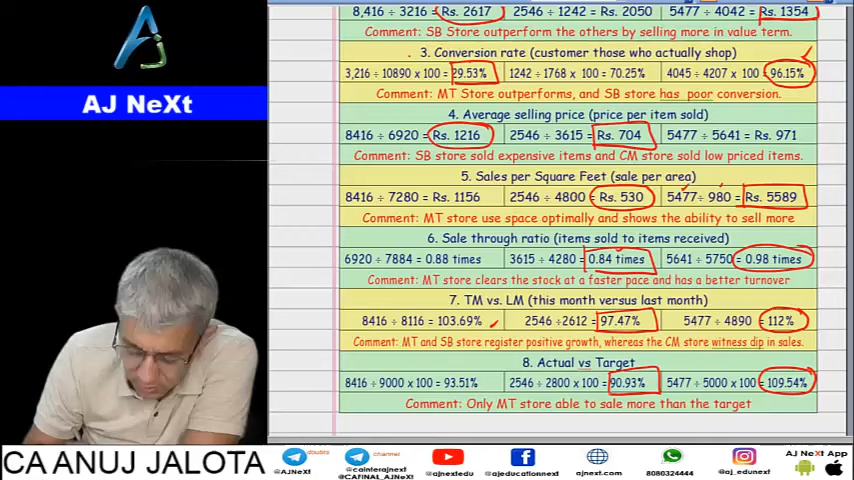 8,416 ÷ 3216 = Rs. 2617 2546 ÷ 1242 = Rs. 2050 5477 ÷ 4042 = Rs. 1354
Comment: SB Store outperform the others by selling more in value term.
3. Conversion rate (customer those who actually shop)
3,216 ÷ 10890 x 100 = 29.53% 1242 ÷ 1768 x 100 = 70.25% 4045 ÷ 4207 x 100 = 96.15%
Comment: MT Store outperforms, and SB store has poor conversion.
4. Average selling price (price per item sold)
8416 ÷ 6920 = Rs. 1216 2546 ÷ 3615 = Rs. 704 5477 ÷ 5641 = Rs. 971
Comment: SB store sold expensive items and CM store sold low priced items.
5. Sales per Square Feet (sale per area)
8416 ÷ 7280 = Rs. 1156 2546 ÷ 4800 = Rs. 530 5477 ÷ 980 = Rs. 5589
Comment: MT store use space optimally and shows the ability to sell more
6. Sale through ratio (items sold to items received)
6920 ÷ 7884 = 0.88 times 3615 ÷ 4280 = 0.84 times 5641 ÷ 5750 = 0.98 times
Comment: MT store clears the stock at a faster pace and has a better turnover
7. TM vs. LM (this month versus last month)
8416 ÷ 8116 = 103.69% 2546 ÷2612 = 97.47% 5477 ÷ 4890 = 112%
Comment: MT and SB store register positive growth, whereas the CM store witness dip in sales.
8. Actual vs Target
8416 ÷ 9000 x 100 = 93.51% 2546 ÷ 2800 x 100 = 90.93% 5477 ÷ 5000 x 100 = 109.54%
Comment: Only MT store able to sale more than the target
AJ NeXt
CA ANUJ JALOTA
doubts
@AJNeXt
channel
@cainterajnext
@CAFINAL_AJNEXT
@ajnextedu
@ajeducationnext
ajnext.com
8080324344
@aj_edunext
AJ NeXt App